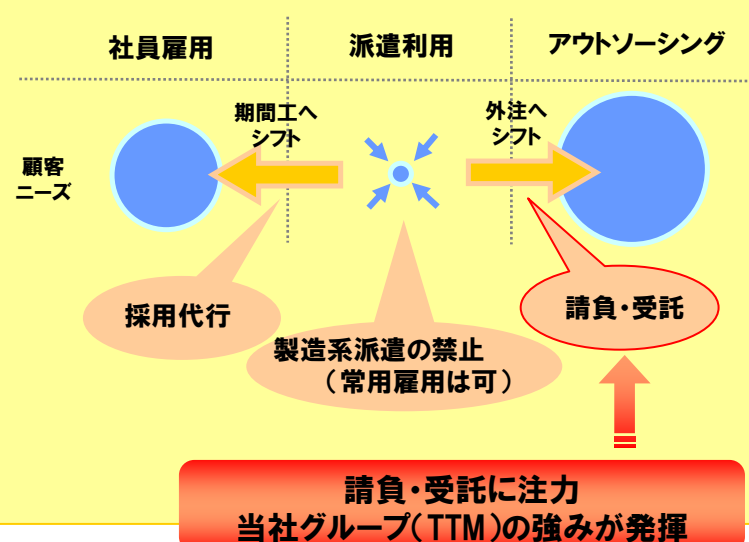 社員雇用
派遣利用
アウトソーシング
期間工へ
シフト
外注へ
シフト
顧客
ニーズ
採用代行
請負・受託
製造系派遣の禁止
（常用雇用は可）
請負・受託に注力
当社グループ（TTM）の強みが発揮